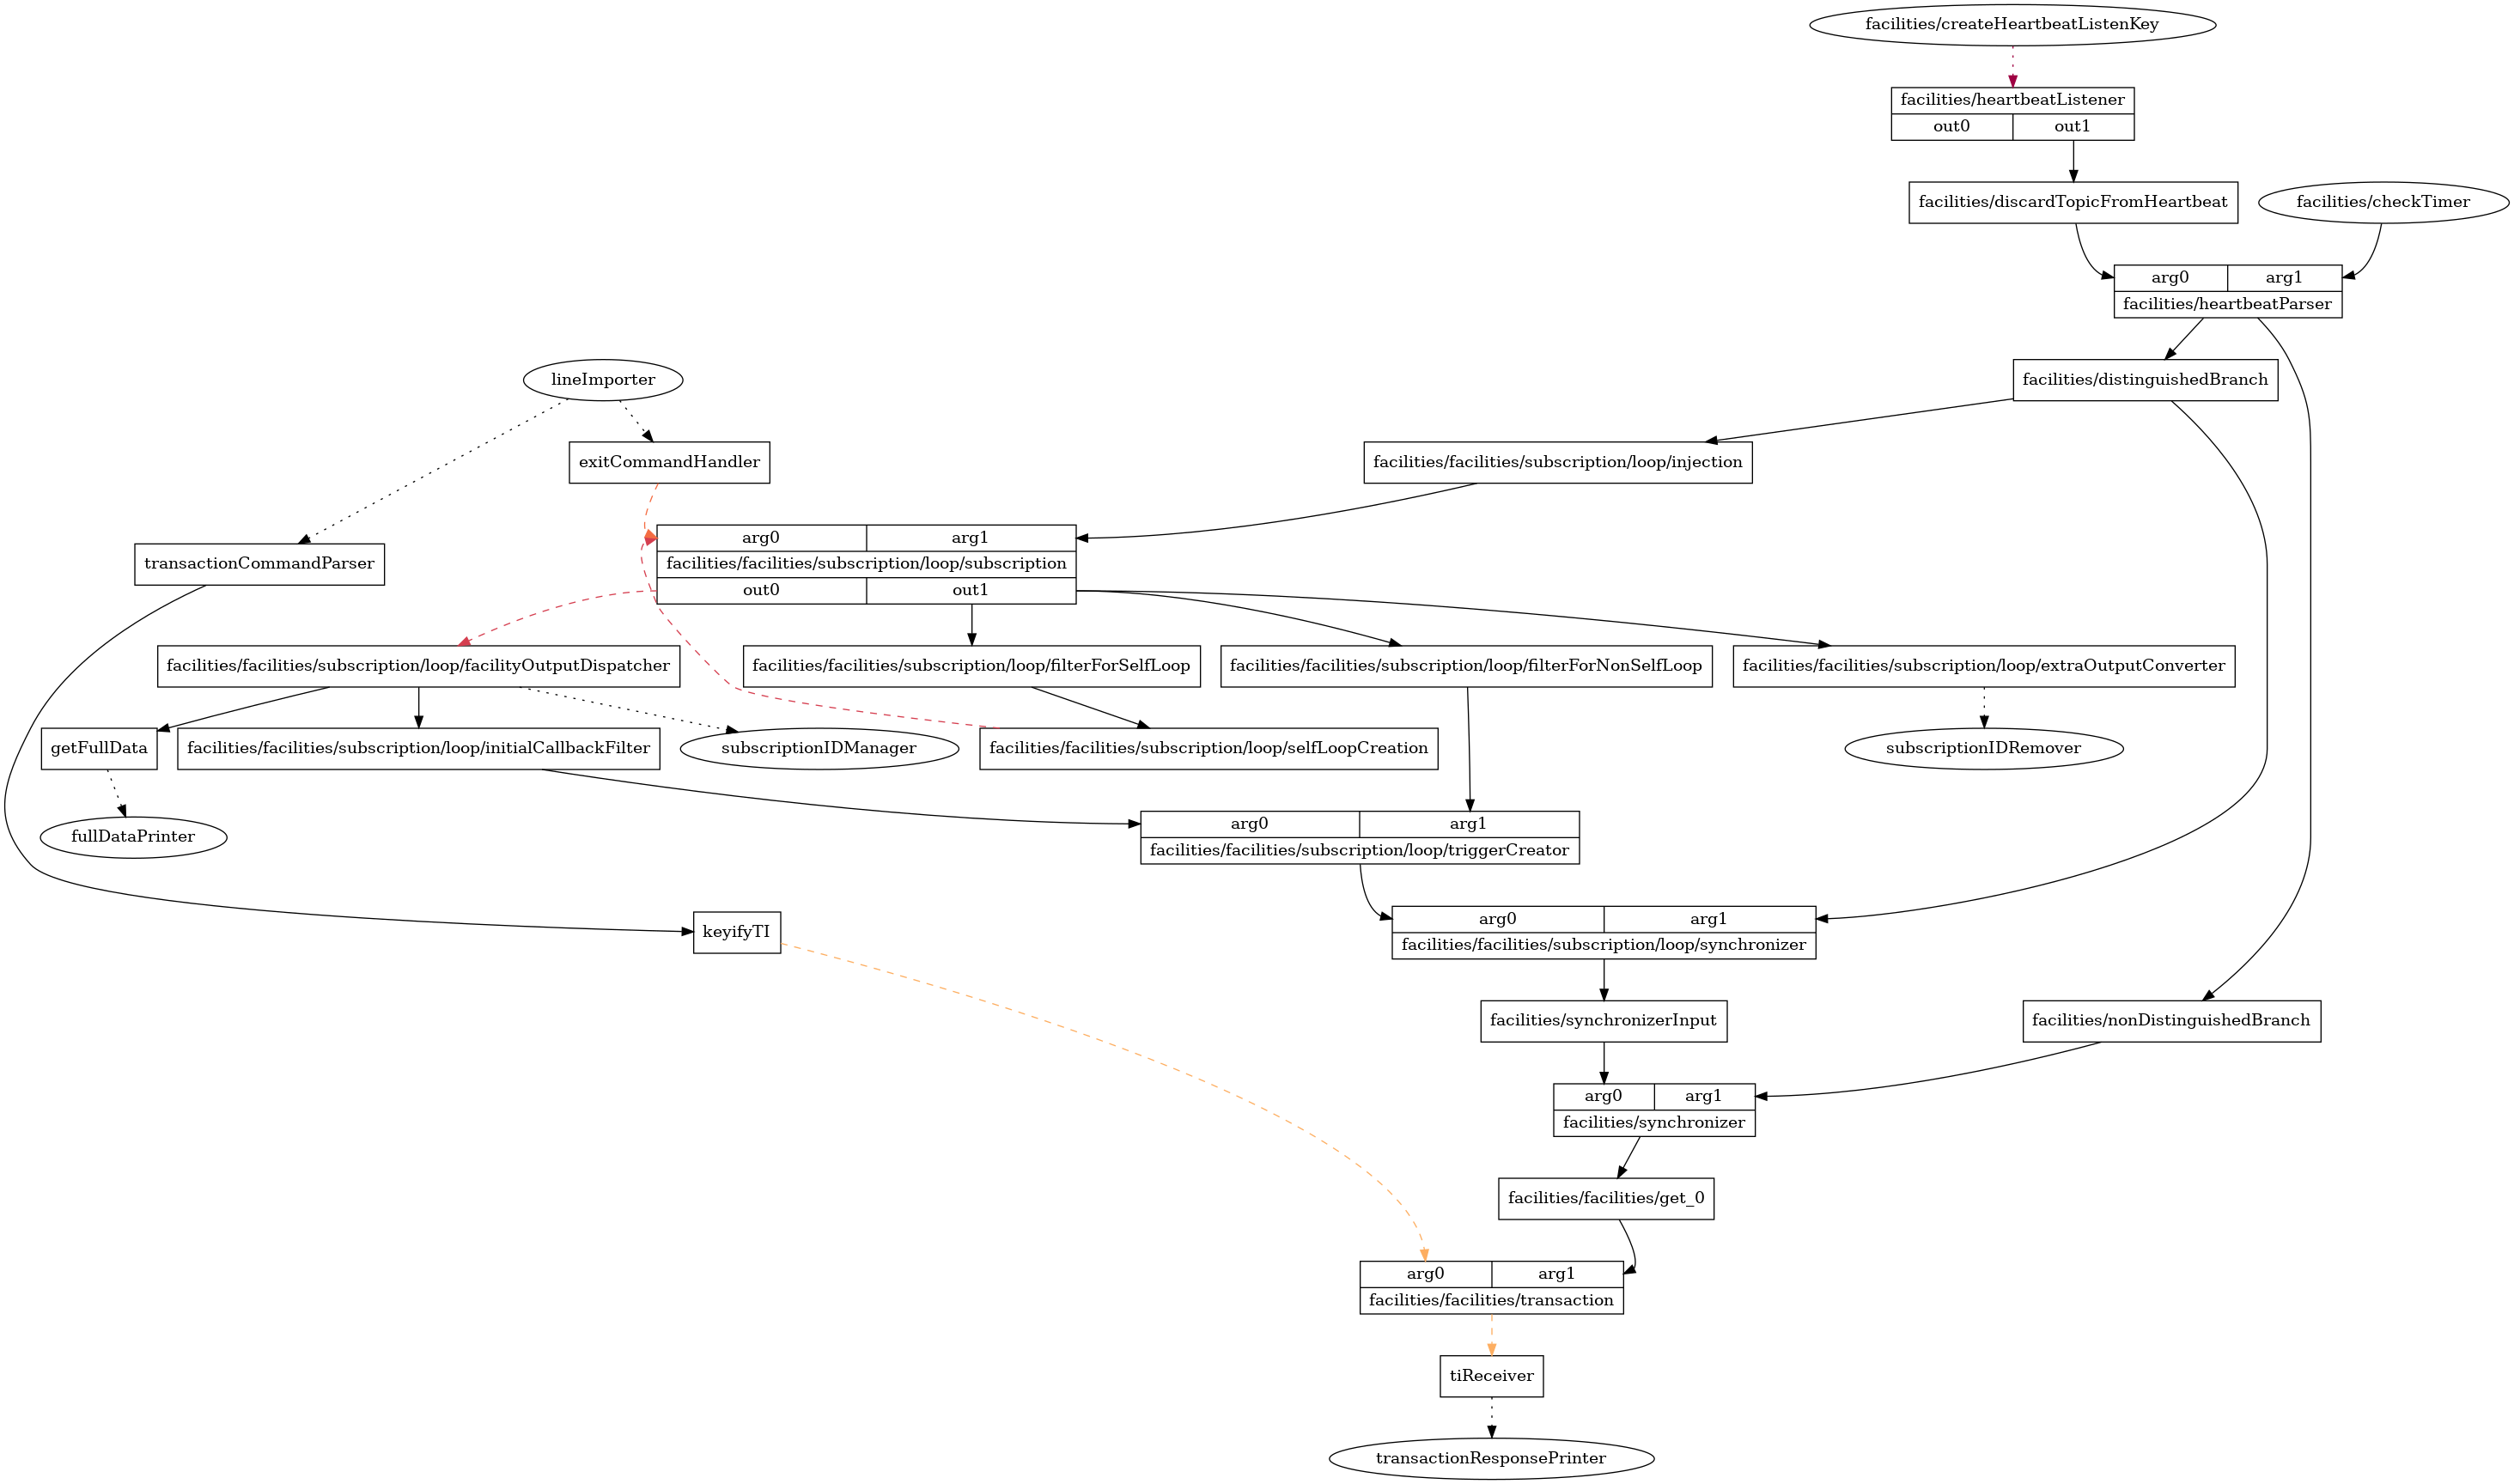 facilities/createHeartbeatListenKey
facilities/heartbeatListener
out0 out1
facilities/discardTopicFromHeartbeat
facilities/checkTimer
arg0 arg1
facilities/heartbeatParser
lineImporter
facilities/distinguishedBranch
exitCommandHandler
facilities/facilities/subscription/loop/injection
arg0 arg1
transactionCommandParser
facilities/facilities/subscription/loop/subscription
out0 out1
facilities/facilities/subscription/loop/facilityOutputDispatcher
facilities/facilities/subscription/loop/filterForSelfLoop
facilities/facilities/subscription/loop/filterForNonSelfLoop
facilities/facilities/subscription/loop/extraOutputConverter
getFullData
facilities/facilities/subscription/loop/initialCallbackFilter
subscriptionIDManager
facilities/facilities/subscription/loop/selfLoopCreation
subscriptionIDRemover
fullDataPrinter
arg0 arg1
facilities/facilities/subscription/loop/triggerCreator
keyifyTI
arg0 arg1
facilities/facilities/subscription/loop/synchronizer
facilities/synchronizerInput
facilities/nonDistinguishedBranch
arg0 arg1
facilities/synchronizer
facilities/facilities/get_0
arg0 arg1
facilities/facilities/transaction
tiReceiver
transactionResponsePrinter